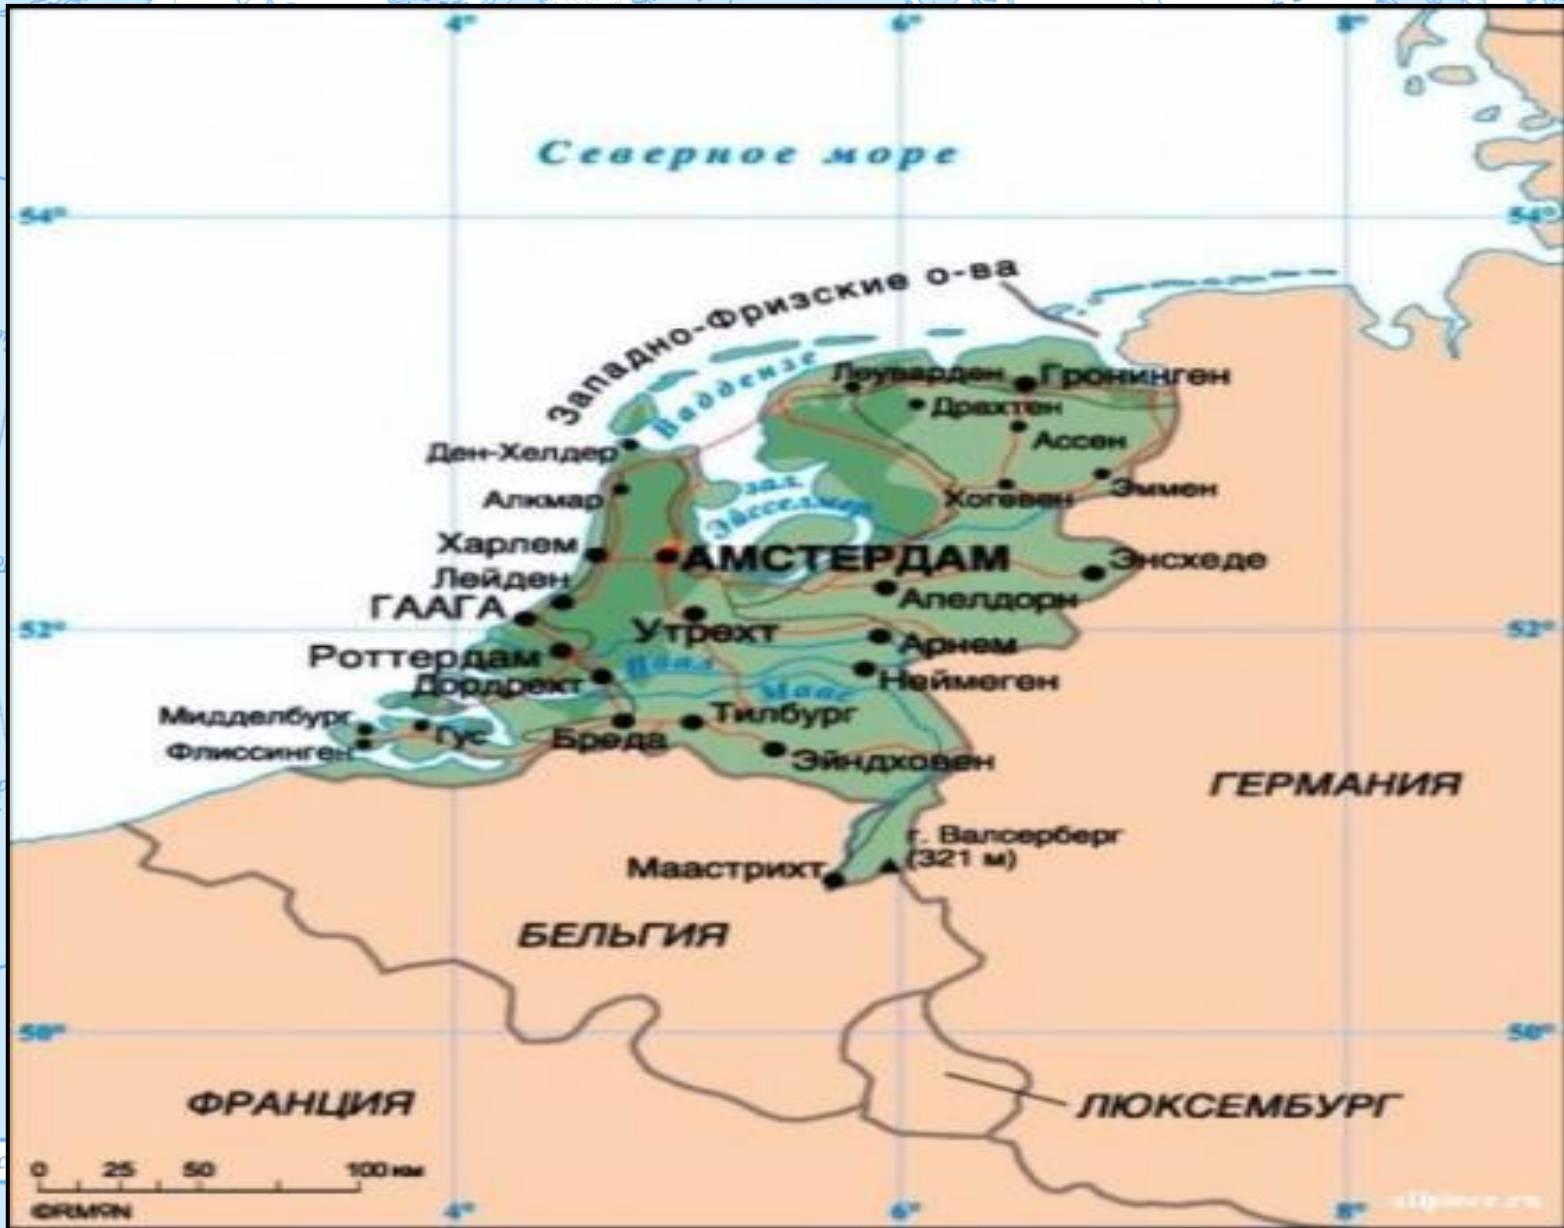 4° 6° 8°
Северное море
54° 54°
Западно-Фризские о-ва
Ваддензе
Леуварден
Гронинген
Драхтен
Ассен
Ден-Хелдер
зал.
Эйсселмер
Алкмар
Хогевен
Эммен
Харлем
АМСТЕРДАМ
Энсхеде
Лейден
Апелдорн
ГААГА
52° 52°
Утрехт
Арнем
Роттердам
Ваал
Неймеген
Дордрехт
Маас
Мидделбург
Гус
Тилбург
Флиссинген
Бреда
Эйндховен
ГЕРМАНИЯ
г. Валсерберг
(321 м)
Маастрихт
БЕЛЬГИЯ
50° 50°
ФРАНЦИЯ
ЛЮКСЕМБУРГ
0 25 50 100 км
4° 6° 8°